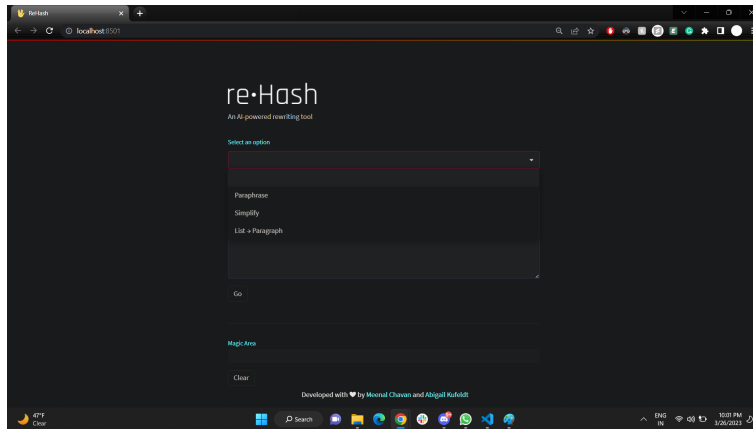 ReHash
localhost:8501
re·Hash
An AI-powered rewriting tool
Select an option
Paraphrase
Simplify
List → Paragraph
Go
Magic Area
Clear
Developed with ❤ by Meenal Chavan and Abigail Kufeldt
47°F
Clear
Search
ENG
IN
10:01 PM
3/26/2023